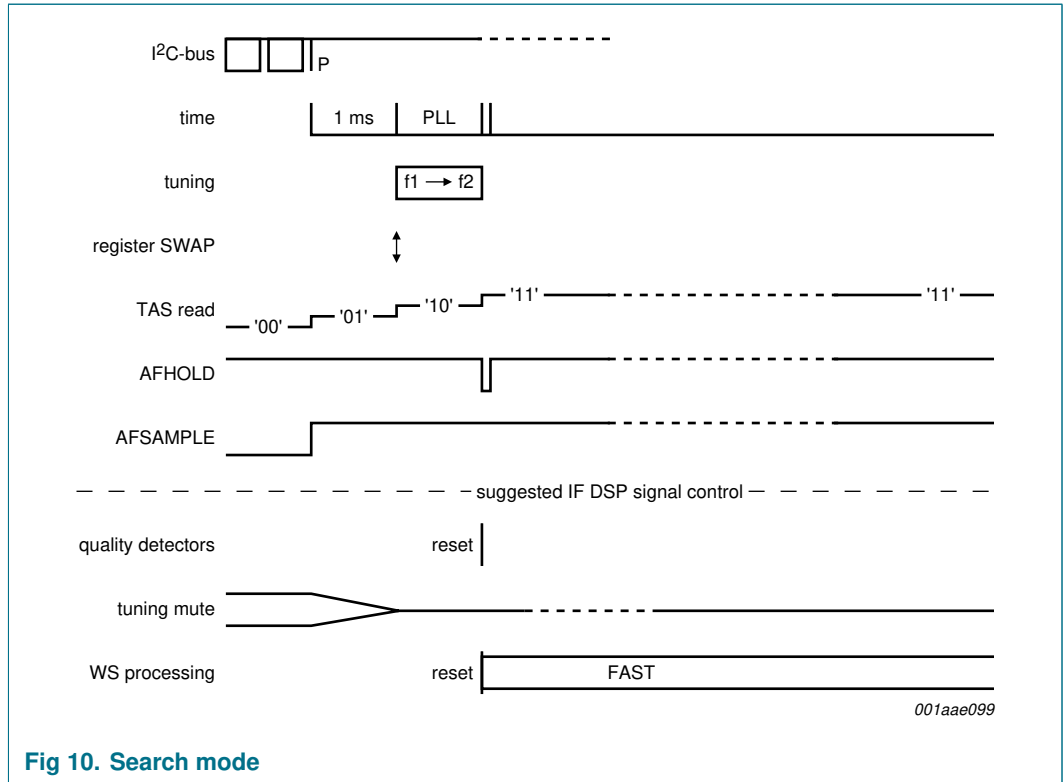 I²C-bus P
time 1 ms PLL
tuning f1 → f2
register SWAP
TAS read '00' '01' '10' '11' '11'
AFHOLD
AFSAMPLE
suggested IF DSP signal control
quality detectors reset
tuning mute
WS processing reset FAST
001aae099
Fig 10. Search mode